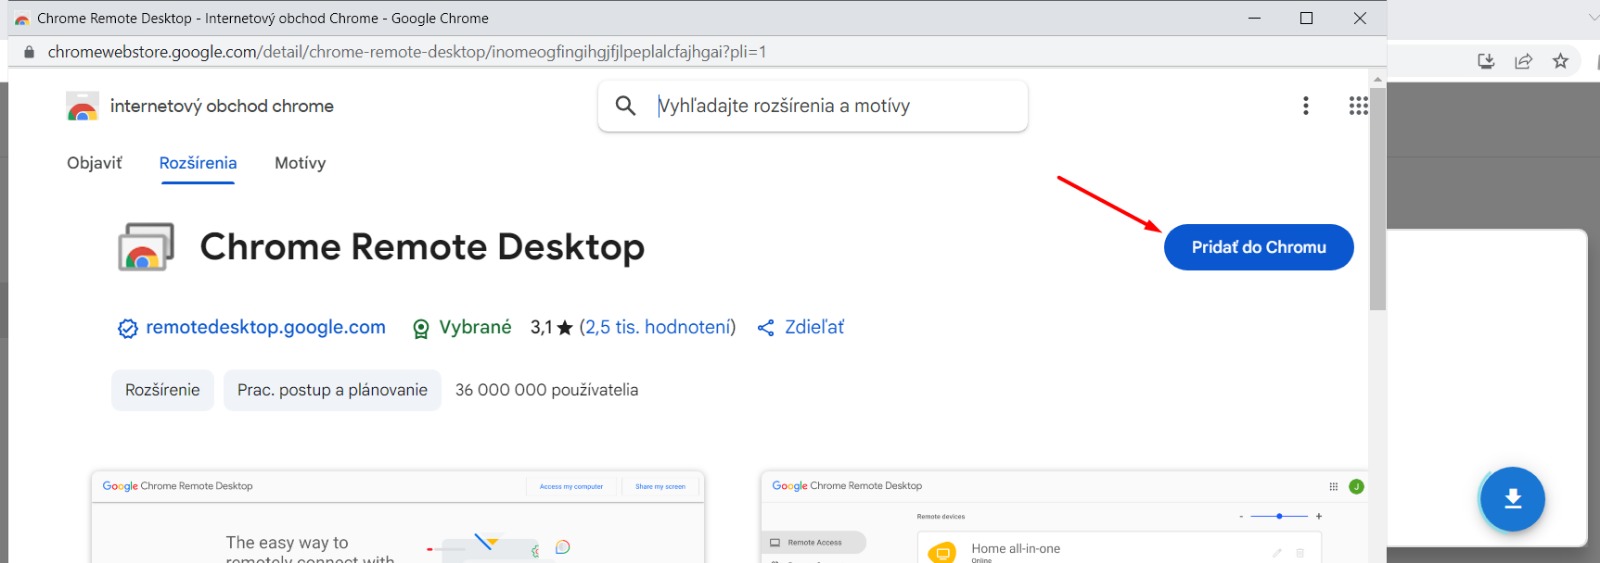 Chrome Remote Desktop - Internetový obchod Chrome - Google Chrome
chromewebstore.google.com/detail/chrome-remote-desktop/inomeogfingihgjfjlpeplalcfajhgai?pli=1
internetový obchod chrome
Vyhľadajte rozšírenia a motívy
Objaviť Rozšírenia Motívy
Chrome Remote Desktop
Pridať do Chromu
remotedesktop.google.com Vybrané 3,1★ (2,5 tis. hodnotení) Zdieľať
Rozšírenie Prac. postup a plánovanie 36 000 000 používatelia
Google Chrome Remote Desktop Access my computer Share my screen
The easy way to
remotely connect with
Google Chrome Remote Desktop J
Remote devices - +
Remote Access
Home all-in-one
Online